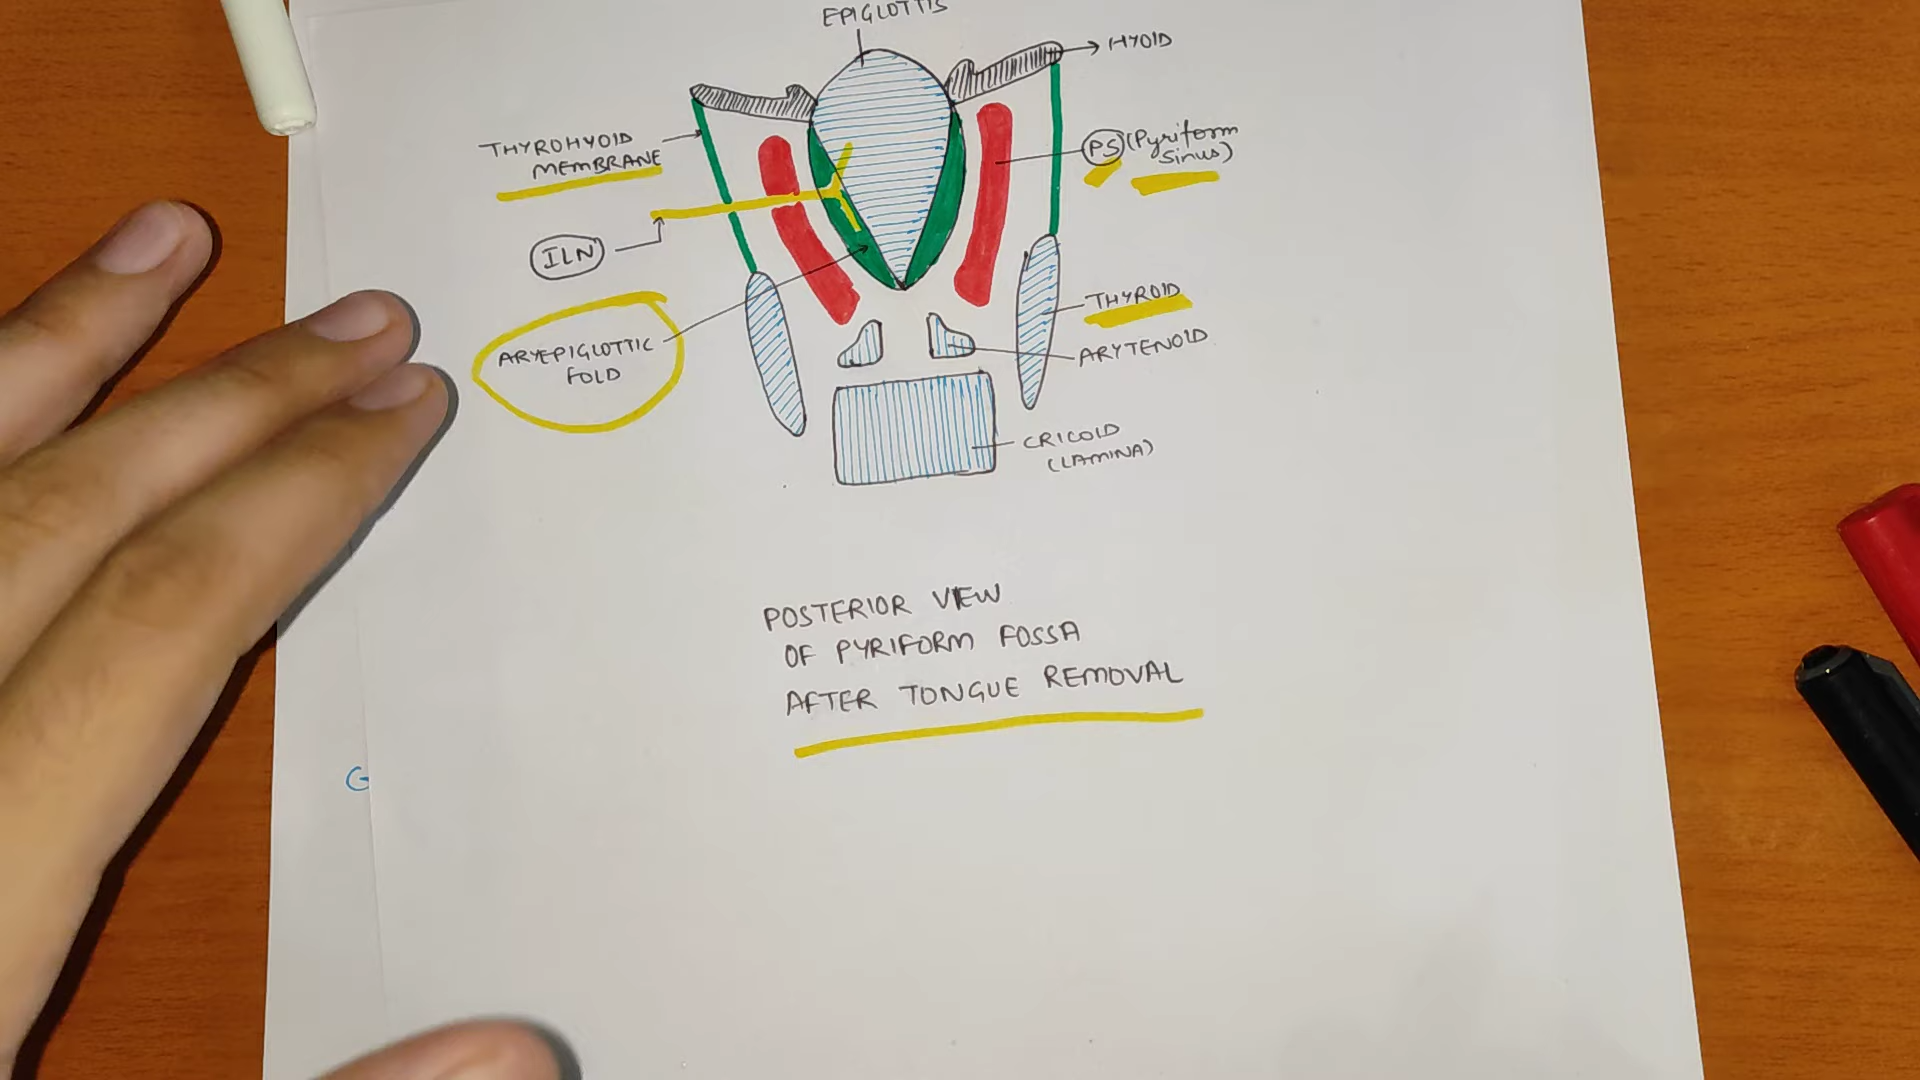 EPIGLOTTIS
HYOID
THYROHYOID
MEMBRANE
PS (Pyriform
sinus)
ILN
THYROID
ARYEPIGLOTTIC
FOLD
ARYTENOID
CRICOID
(LAMINA)
POSTERIOR VIEW
OF PYRIFORM FOSSA
AFTER TONGUE REMOVAL
G